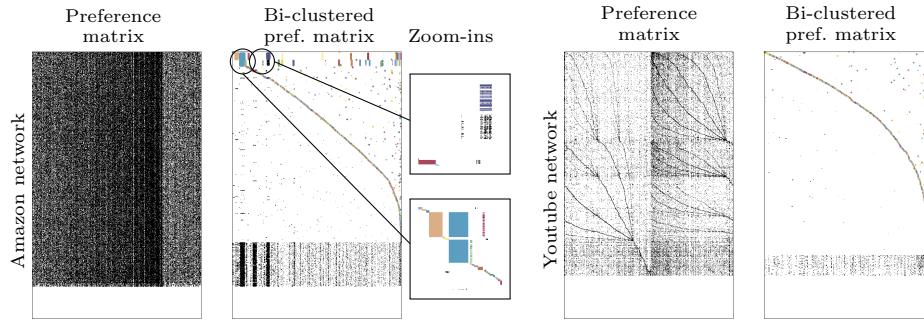 Preference
matrix
Bi-clustered
pref. matrix
Zoom-ins
Amazon network
Preference
matrix
Bi-clustered
pref. matrix
Youtube network